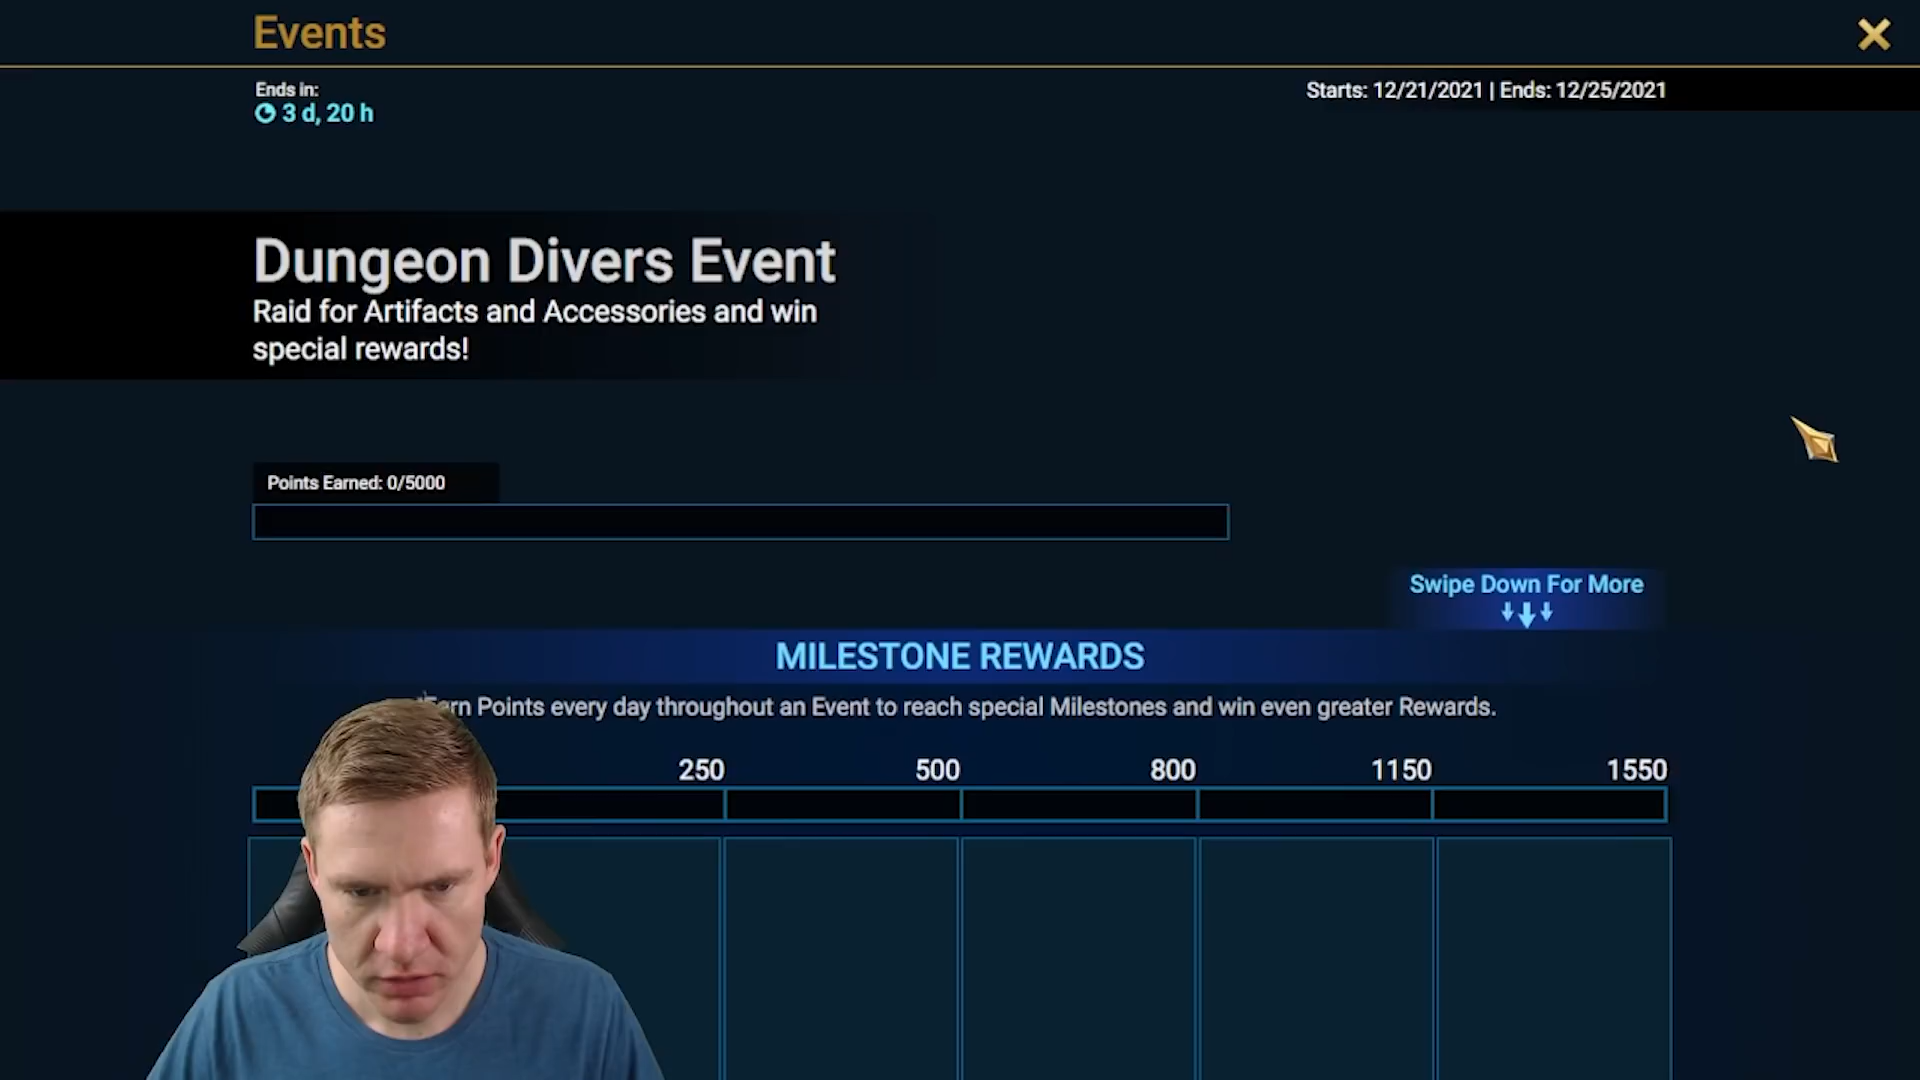 Events
Ends in:
3 d, 20 h
Starts: 12/21/2021 | Ends: 12/25/2021
Dungeon Divers Event
Raid for Artifacts and Accessories and win
special rewards!
Points Earned: 0/5000
Swipe Down For More
MILESTONE REWARDS
Points every day throughout an Event to reach special Milestones and win even greater Rewards.
250 500 800 1150 1550